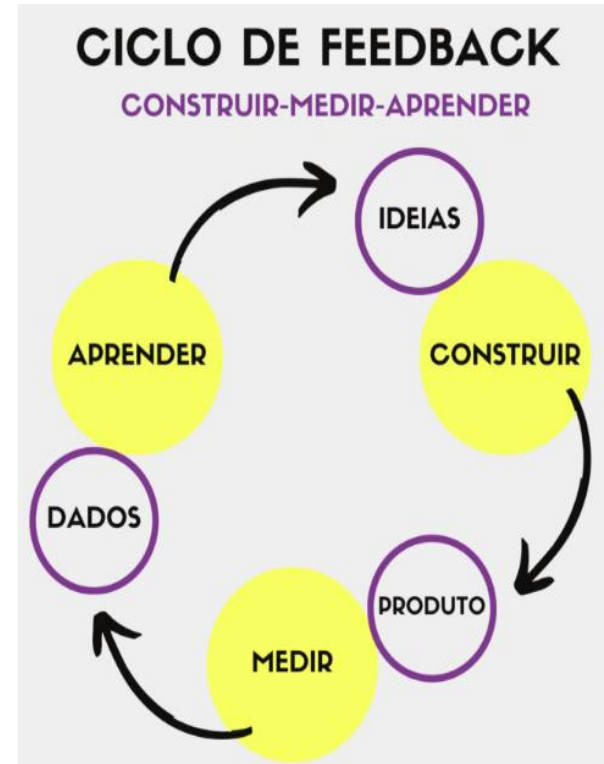 CICLO DE FEEDBACK
CONSTRUIR-MEDIR-APRENDER
IDEIAS
CONSTRUIR
PRODUTO
MEDIR
DADOS
APRENDER